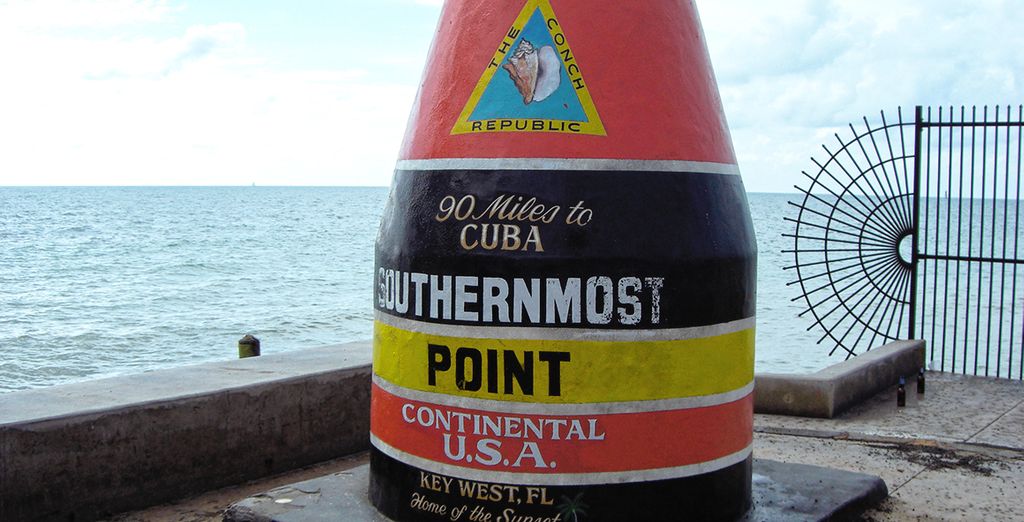 THE CONCH
REPUBLIC
90 Miles to
CUBA
SOUTHERNMOST
POINT
CONTINENTAL
U.S.A.
KEY WEST, FL
Home of the Sunset